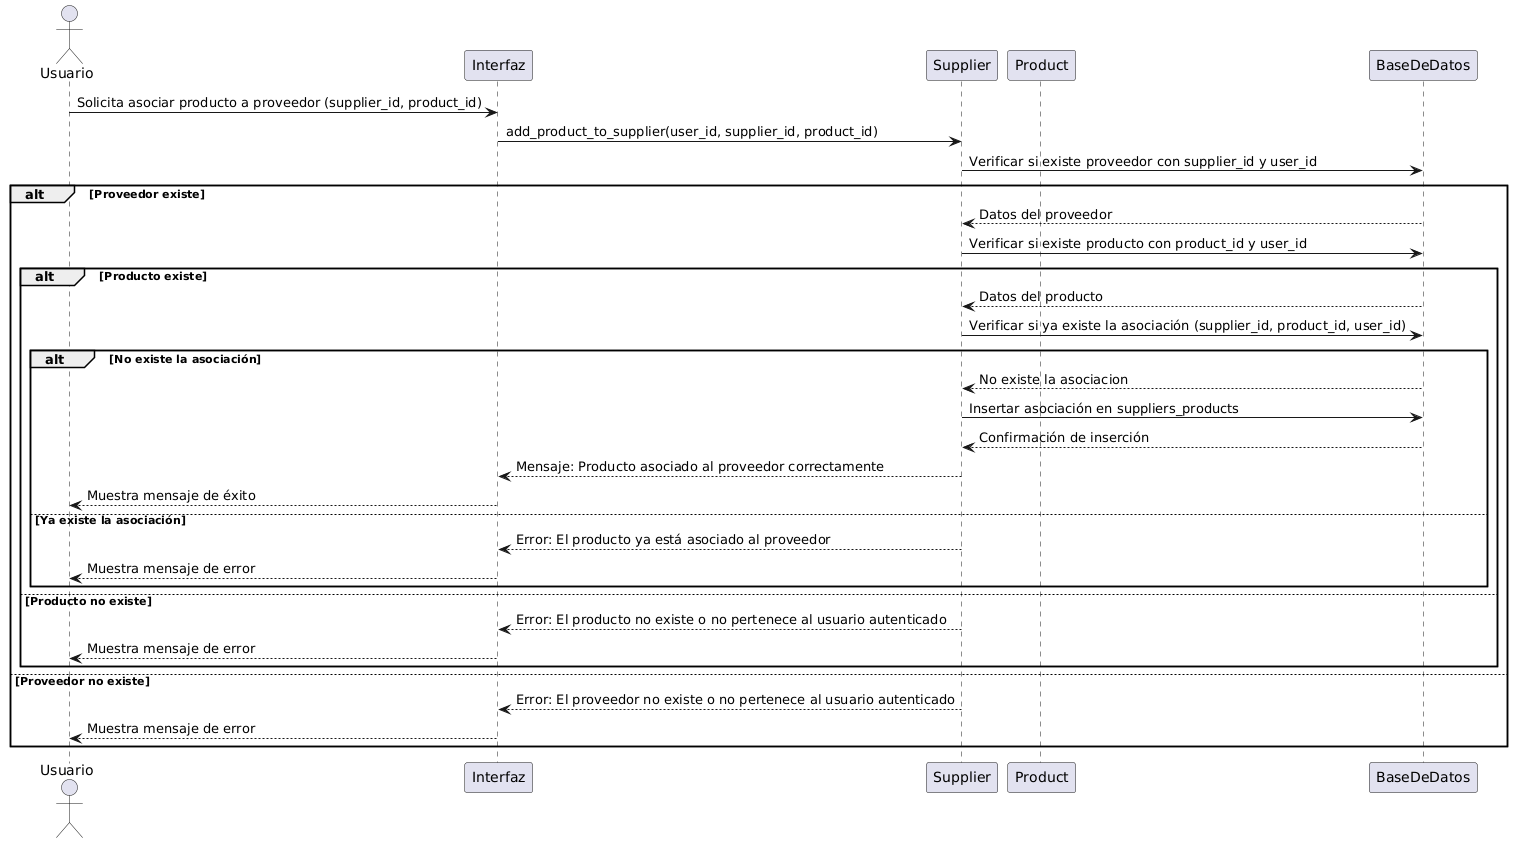 Usuario
Interfaz
Supplier
Product
BaseDeDatos
Solicita asociar producto a proveedor (supplier_id, product_id)
add_product_to_supplier(user_id, supplier_id, product_id)
Verificar si existe proveedor con supplier_id y user_id
alt [Proveedor existe]
Datos del proveedor
Verificar si existe producto con product_id y user_id
alt [Producto existe]
Datos del producto
Verificar si ya existe la asociación (supplier_id, product_id, user_id)
alt [No existe la asociación]
No existe la asociacion
Insertar asociación en suppliers_products
Confirmación de inserción
Mensaje: Producto asociado al proveedor correctamente
Muestra mensaje de éxito
[Ya existe la asociación]
Error: El producto ya está asociado al proveedor
Muestra mensaje de error
[Producto no existe]
Error: El producto no existe o no pertenece al usuario autenticado
Muestra mensaje de error
[Proveedor no existe]
Error: El proveedor no existe o no pertenece al usuario autenticado
Muestra mensaje de error
Usuario
Interfaz
Supplier
Product
BaseDeDatos